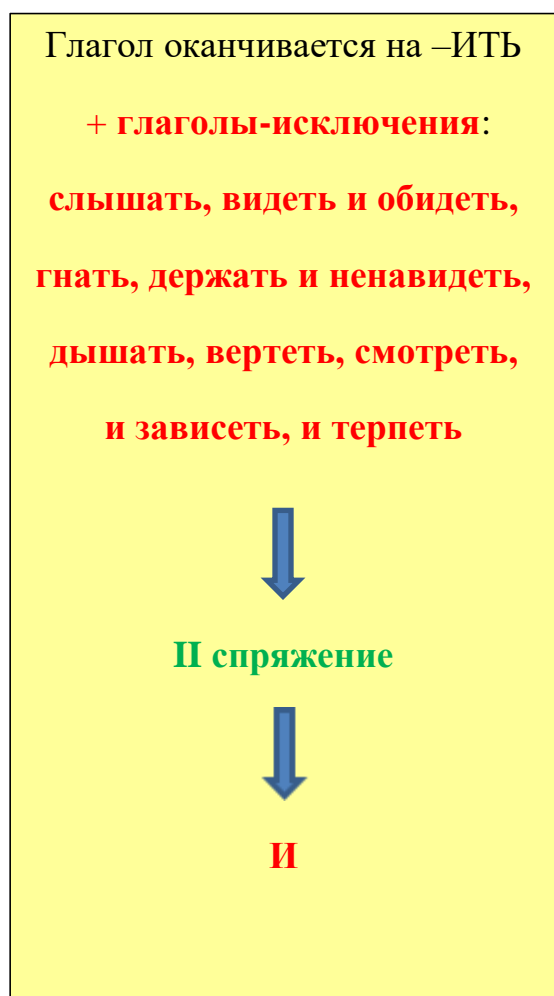 Глагол оканчивается на –ИТЬ
+ глаголы-исключения:
слышать, видеть и обидеть,
гнать, держать и ненавидеть,
дышать, вертеть, смотреть,
и зависеть, и терпеть
II спряжение
И